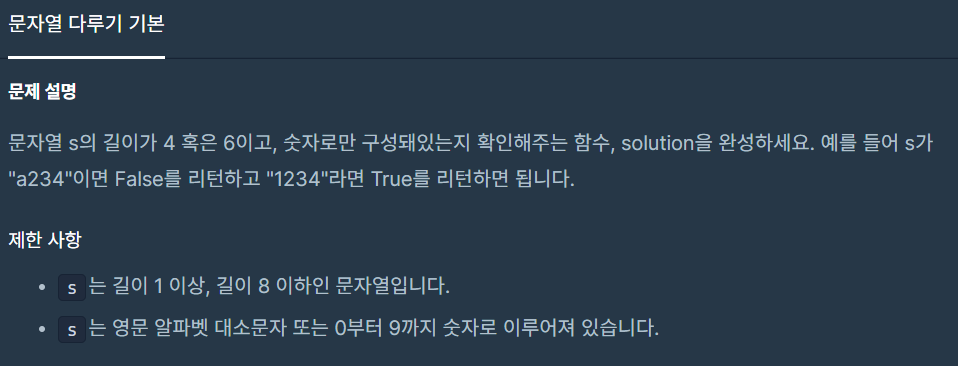 문자열 다루기 기본
문제 설명
문자열 s의 길이가 4 혹은 6이고, 숫자로만 구성돼있는지 확인해주는 함수, solution을 완성하세요. 예를 들어 s가
"a234"이면 False를 리턴하고 "1234"라면 True를 리턴하면 됩니다.
제한 사항
• s 는 길이 1 이상, 길이 8 이하인 문자열입니다.
• s 는 영문 알파벳 대소문자 또는 0부터 9까지 숫자로 이루어져 있습니다.